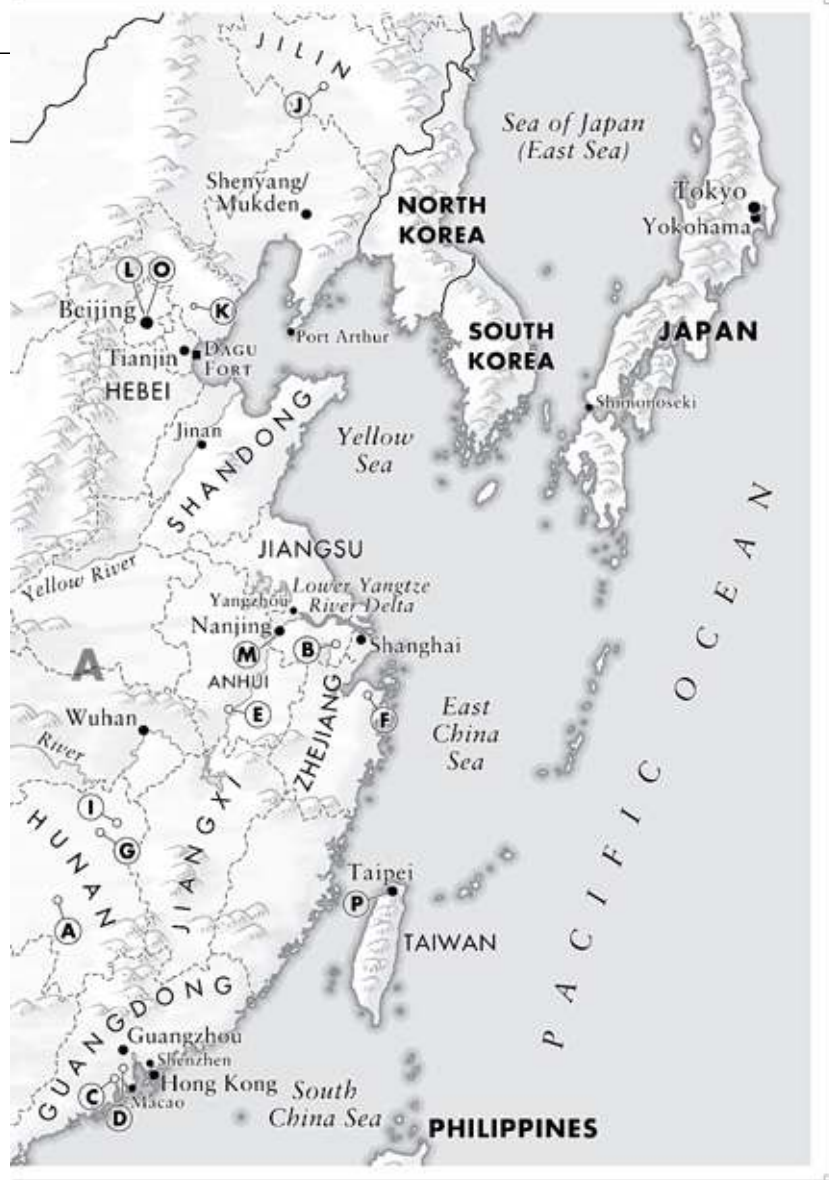 JILIN
J
Sea of Japan
(East Sea)
Shenyang/
Mukden
NORTH
KOREA
Tokyo
Yokohama
L O
Beijing
K
Port Arthur
SOUTH
KOREA
JAPAN
Tianjin
DAGU
FORT
HEBEI
Shimonoseki
Jinan
SHANDONG
Yellow
Sea
JIANGSU
Yellow River
Yangzhou
Lower Yangtze
River Delta
Nanjing
M
B
Shanghai
A
ANHUI
E
F
ZHEJIANG
East
China
Sea
PACIFIC OCEAN
Wuhan
River
I
G
HUNAN
JIANGXI
A
Taipei
P
TAIWAN
GUANGDONG
Guangzhou
Shenzhen
Hong Kong
C
Macao
D
South
China Sea
PHILIPPINES